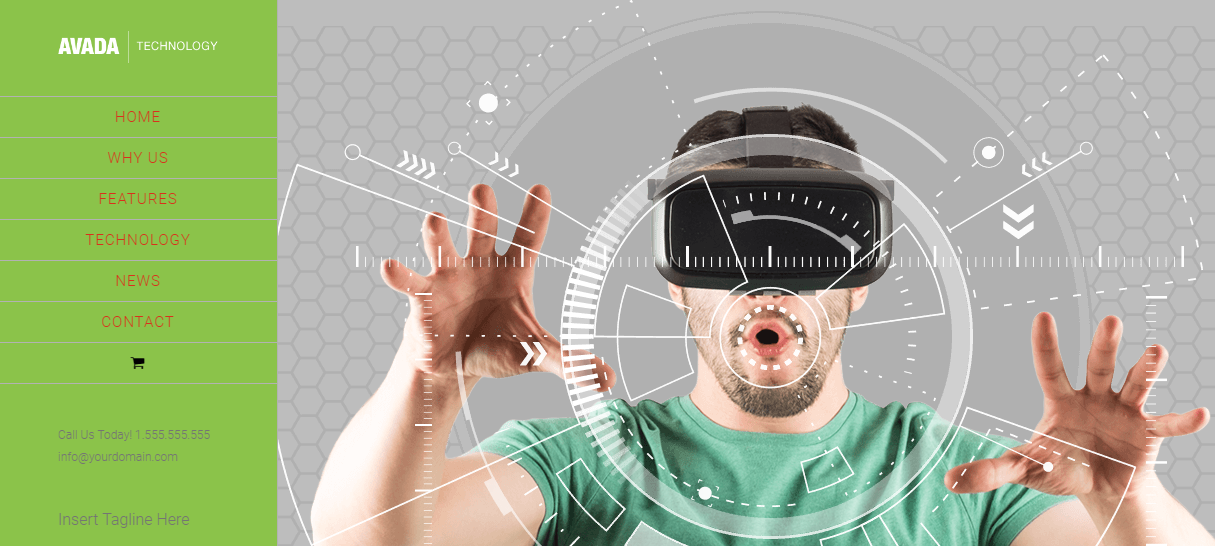 AVADA TECHNOLOGY
HOME
WHY US
FEATURES
TECHNOLOGY
NEWS
CONTACT
Call Us Today! 1.555.555.555
info@yourdomain.com
Insert Tagline Here